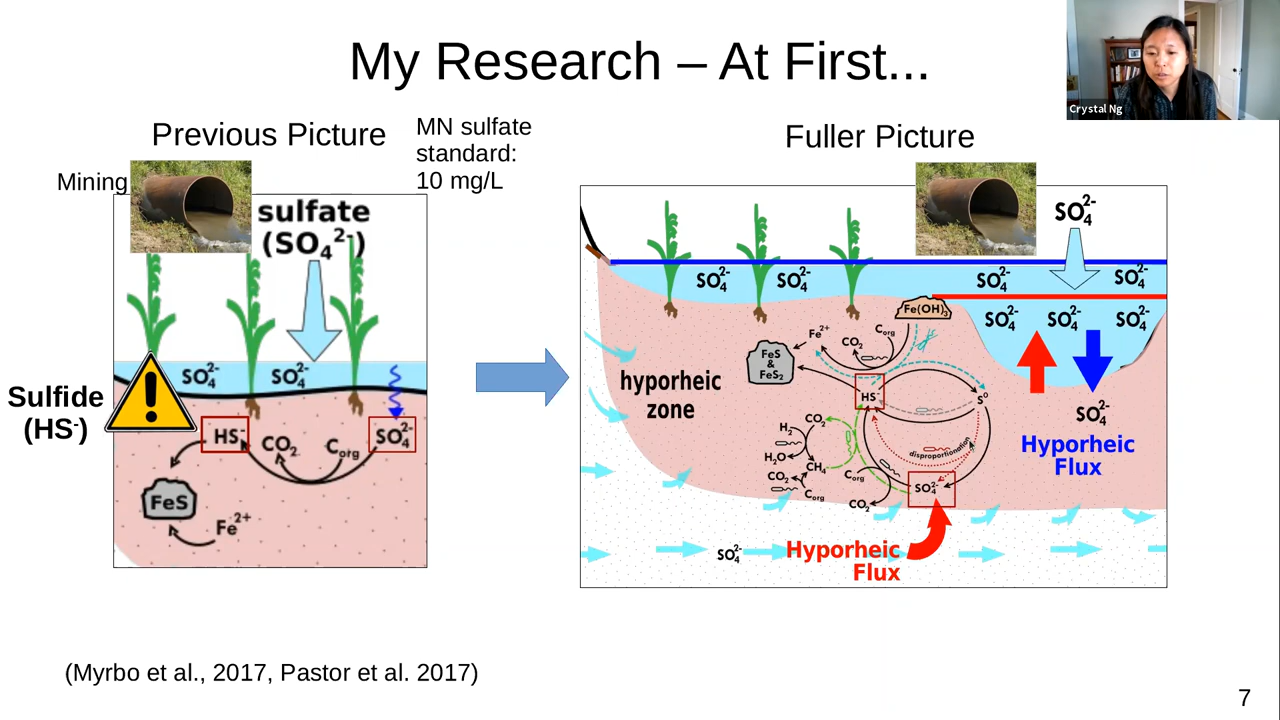 My Research – At First...
Crystal Ng
Previous Picture
MN sulfate
standard:
10 mg/L
Mining
sulfate
(SO₄²⁻)
SO₄²⁻
SO₄²⁻
Sulfide
(HS⁻)
HS⁻
CO₂
C org
SO₄²⁻
FeS
Fe²⁺
Fuller Picture
SO₄²⁻
SO₄²⁻
SO₄²⁻
SO₄²⁻
SO₄²⁻
SO₄²⁻
SO₄²⁻
SO₄²⁻
Fe(OH)₃
Fe²⁺
CO₂
C org
FeS
&
FeS₂
hyporheic
zone
HS⁻
S⁰
SO₄²⁻
Hyporheic
Flux
H₂
CO₂
H₂O
CH₄
CO₂
C org
C org
CO₂
disproportionation
SO₄²⁻
SO₄²⁻
Hyporheic
Flux
(Myrbo et al., 2017, Pastor et al. 2017)
7